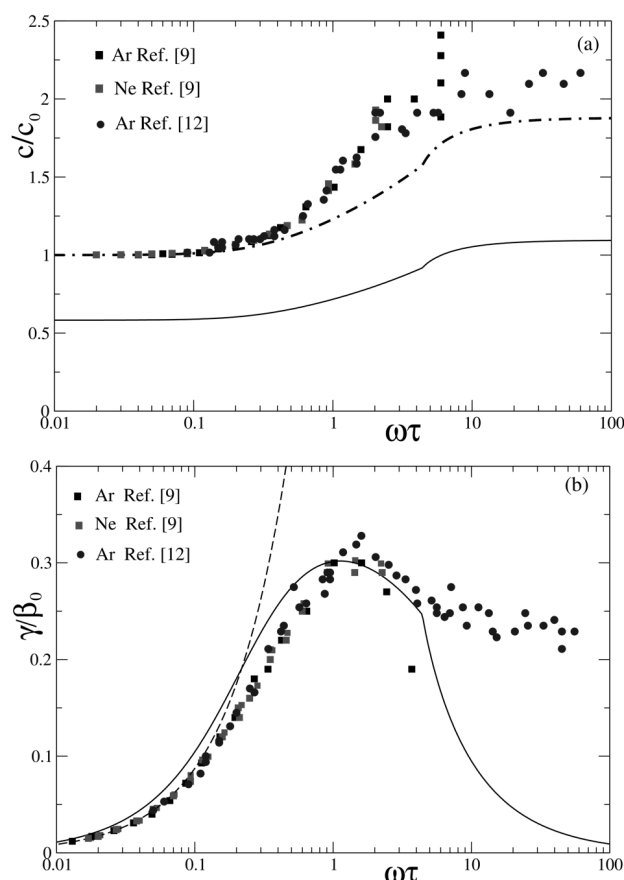 2.5
(a)
Ar Ref. [9]
Ne Ref. [9]
Ar Ref. [12]
2
c/c₀
1.5
1
0.5
0
0.01
0.1
1
10
100
ωτ
0.4
(b)
Ar Ref. [9]
Ne Ref. [9]
Ar Ref. [12]
0.3
γ/β₀
0.2
0.1
0
0.01
0.1
1
10
100
ωτ